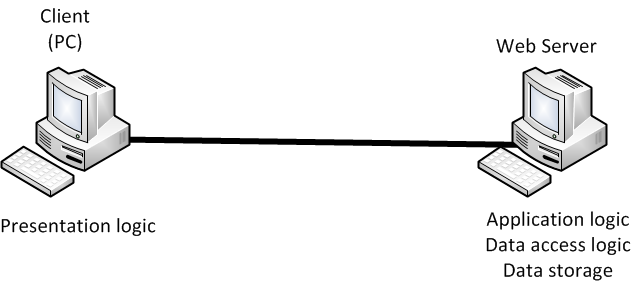 Client
(PC)
Web Server
Presentation logic
Application logic
Data access logic
Data storage